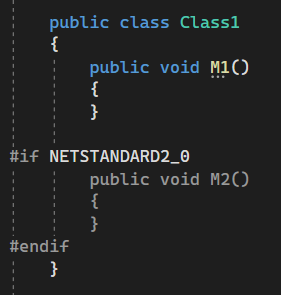 public class Class1
{
public void M1()
{
}
#if NETSTANDARD2_0
public void M2()
{
}
#endif
}